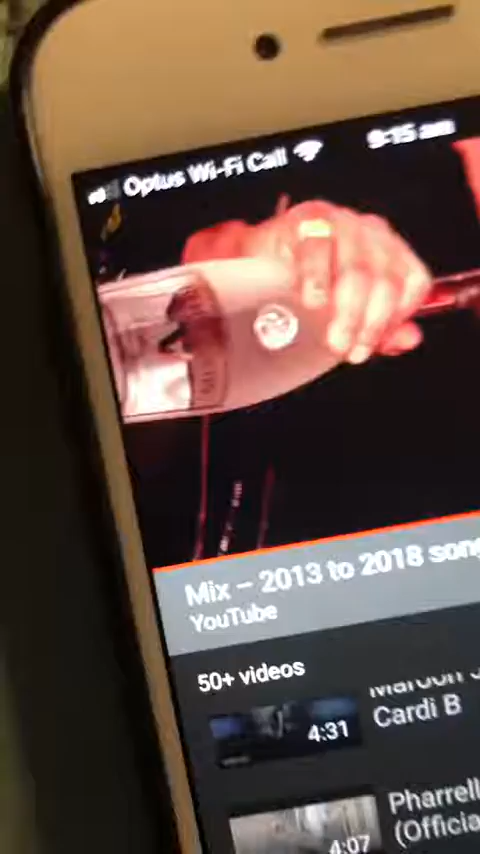 Optus Wi-Fi Call
9:15 am
Mix – 2013 to 2018
YouTube
50+ videos
4:31
Cardi B
Pharrell
4:07